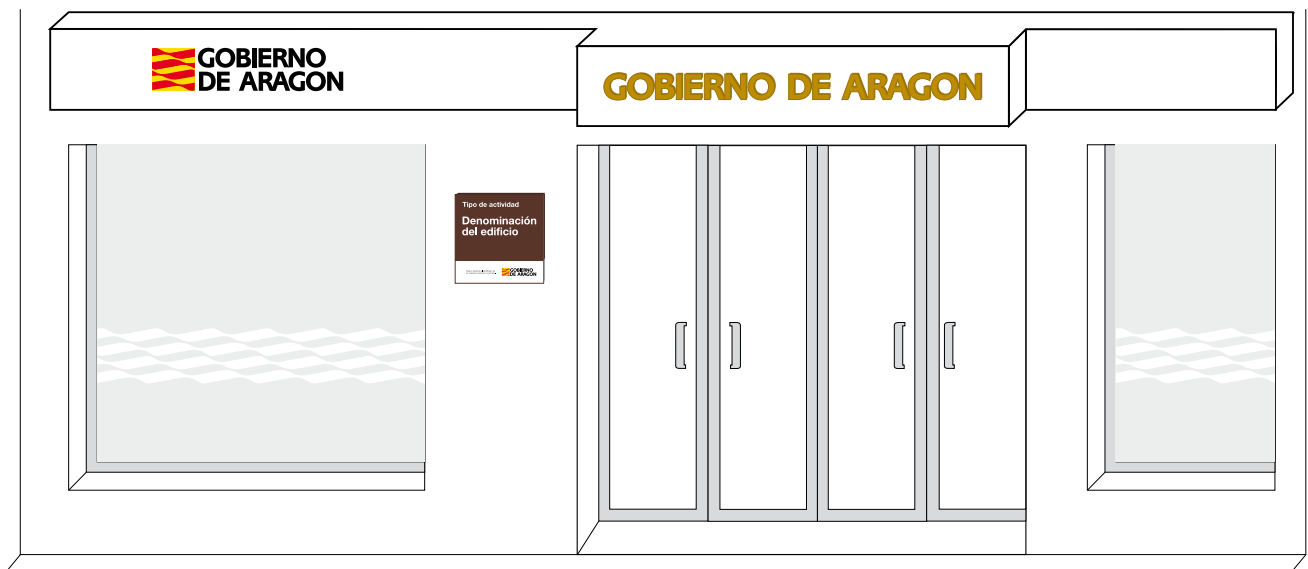 GOBIERNO
DE ARAGON
GOBIERNO DE ARAGON
Tipo de actividad
Denominación
del edificio
GOBIERNO
DE ARAGON